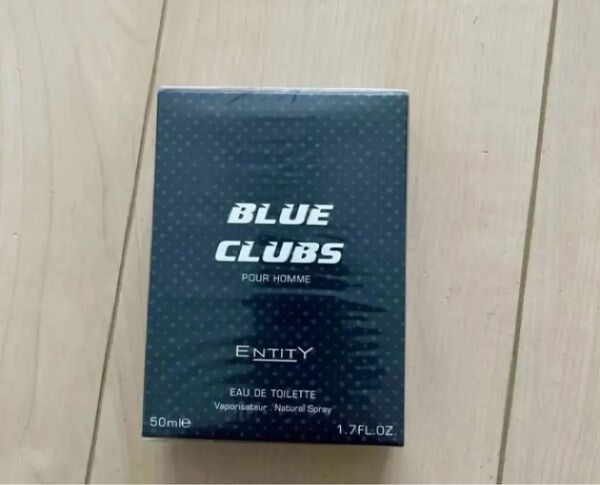 BLUE
CLUBS
POUR HOMME
ENTITY
EAU DE TOILETTE
Vaporisateur . Natural Spray
50ml℮
1.7FL.OZ.